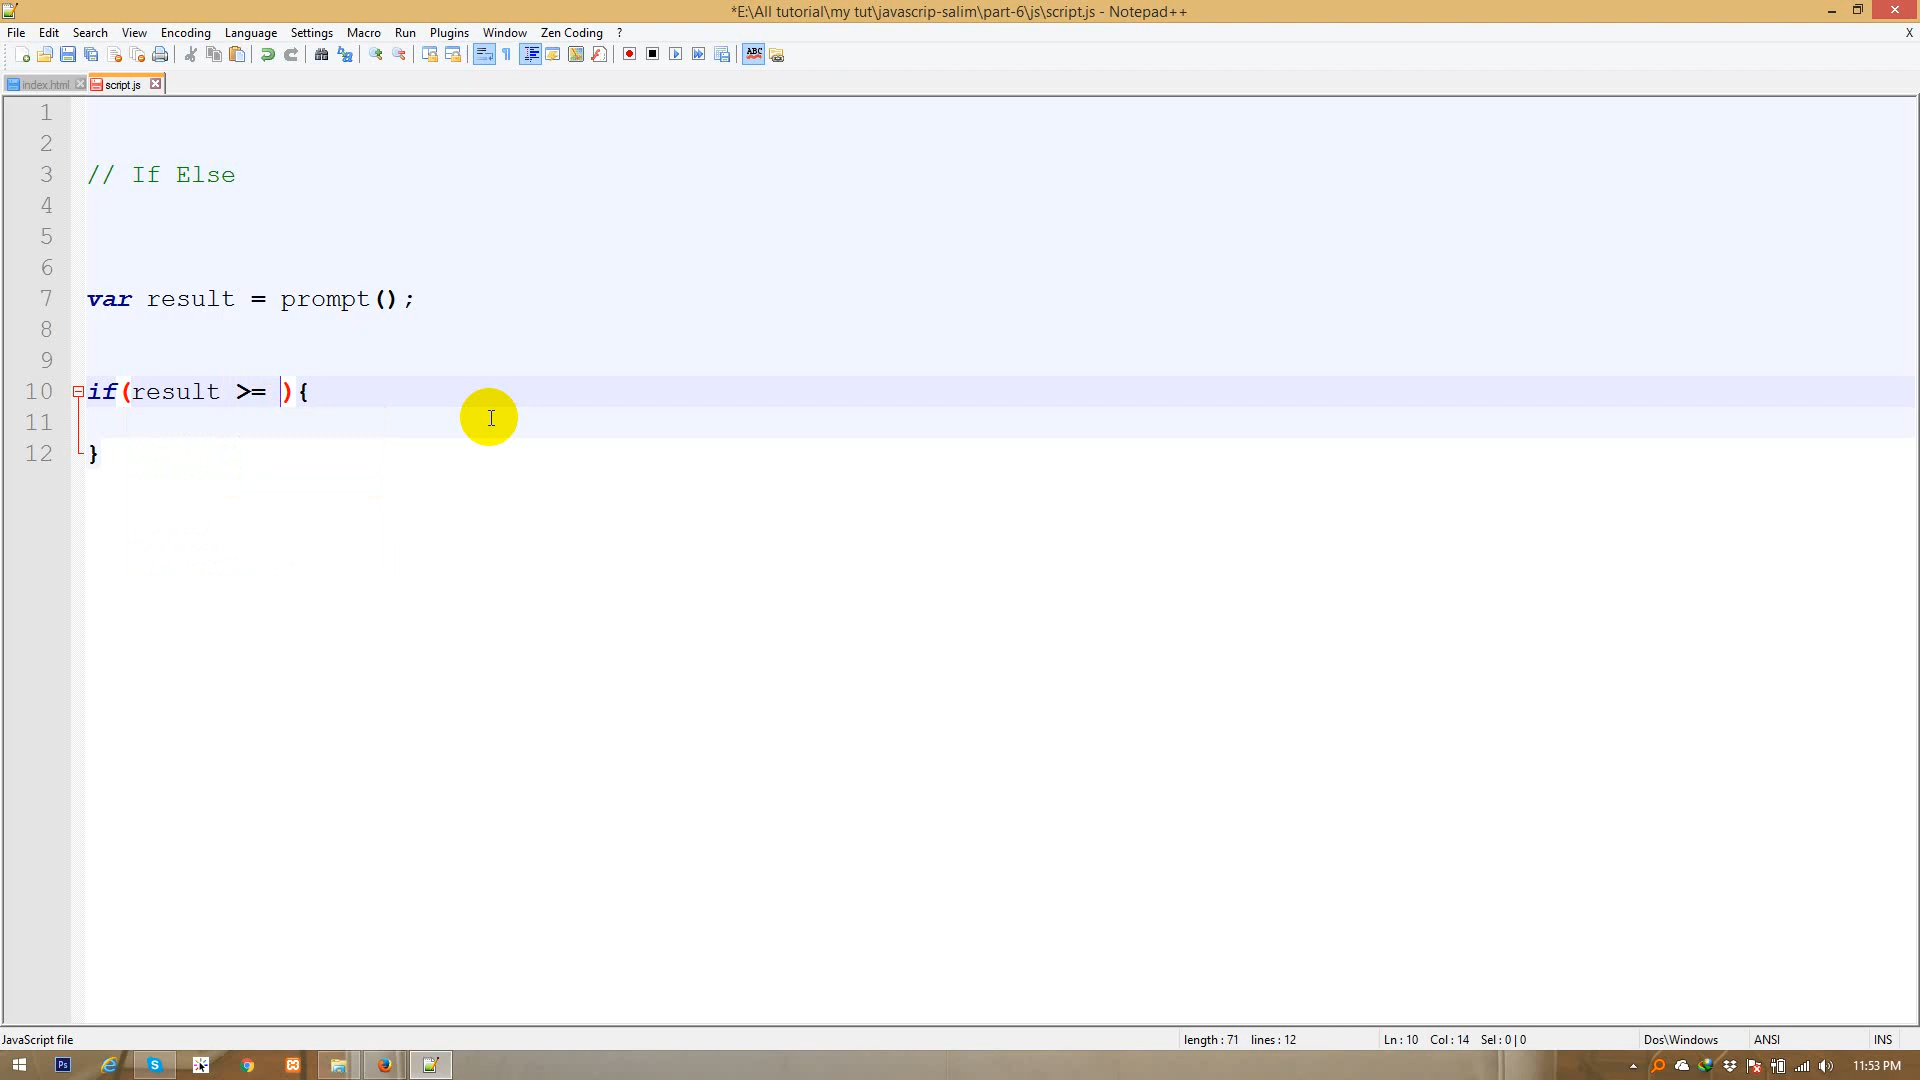 *E:\All tutorial\my tut\javascrip-salim\part-6\js\script.js - Notepad++
File Edit Search View Encoding Language Settings Macro Run Plugins Window Zen Coding ? X
index.html script.js
1
2
3 // If Else
4
5
6
7 var result = prompt();
8
9
10 if(result >= ){
11
12 }
JavaScript file length : 71 lines : 12 Ln : 10 Col : 14 Sel : 0 | 0 Dos\Windows ANSI INS
11:53 PM